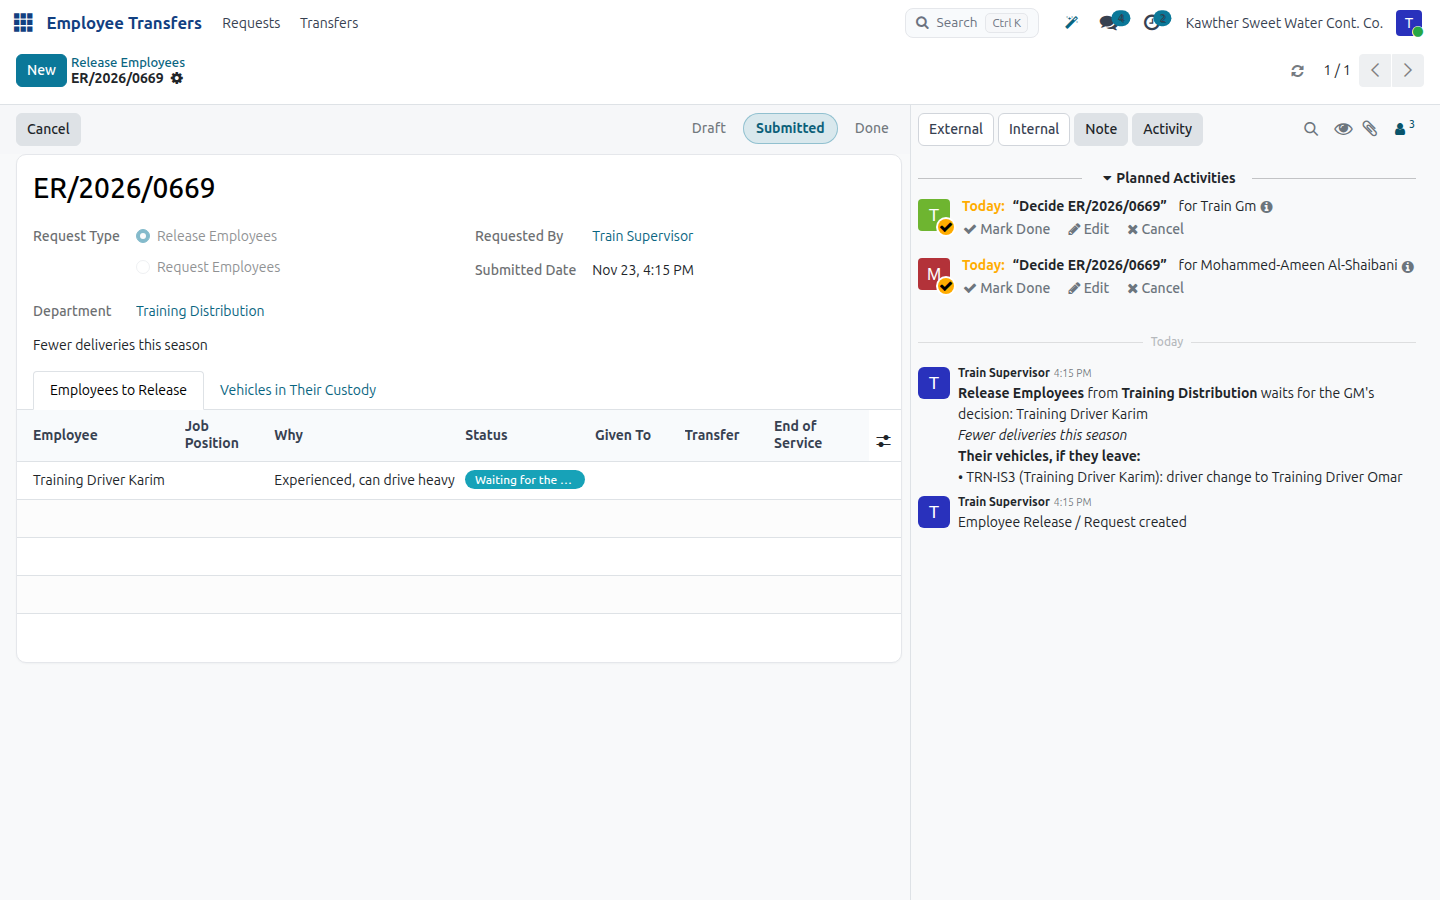 Employee Transfers
Requests
Transfers
Search
Ctrl K
4
2
Kawther Sweet Water Cont. Co.
T
New
Release Employees
ER/2026/0669
1 / 1
Cancel
Draft
Submitted
Done
ER/2026/0669
Request Type
Release Employees
Request Employees
Requested By
Train Supervisor
Submitted Date
Nov 23, 4:15 PM
Department
Training Distribution
Fewer deliveries this season
Employees to Release
Vehicles in Their Custody
Employee
Job Position
Why
Status
Given To
Transfer
End of Service
Training Driver Karim
Experienced, can drive heavy
Waiting for the ...
External
Internal
Note
Activity
3
Planned Activities
T
Today: “Decide ER/2026/0669” for Train Gm
Mark Done
Edit
Cancel
M
Today: “Decide ER/2026/0669” for Mohammed-Ameen Al-Shaibani
Mark Done
Edit
Cancel
Today
T
Train Supervisor 4:15 PM
Release Employees from Training Distribution waits for the GM's
decision: Training Driver Karim
Fewer deliveries this season
Their vehicles, if they leave:
• TRN-IS3 (Training Driver Karim): driver change to Training Driver Omar
T
Train Supervisor 4:15 PM
Employee Release / Request created